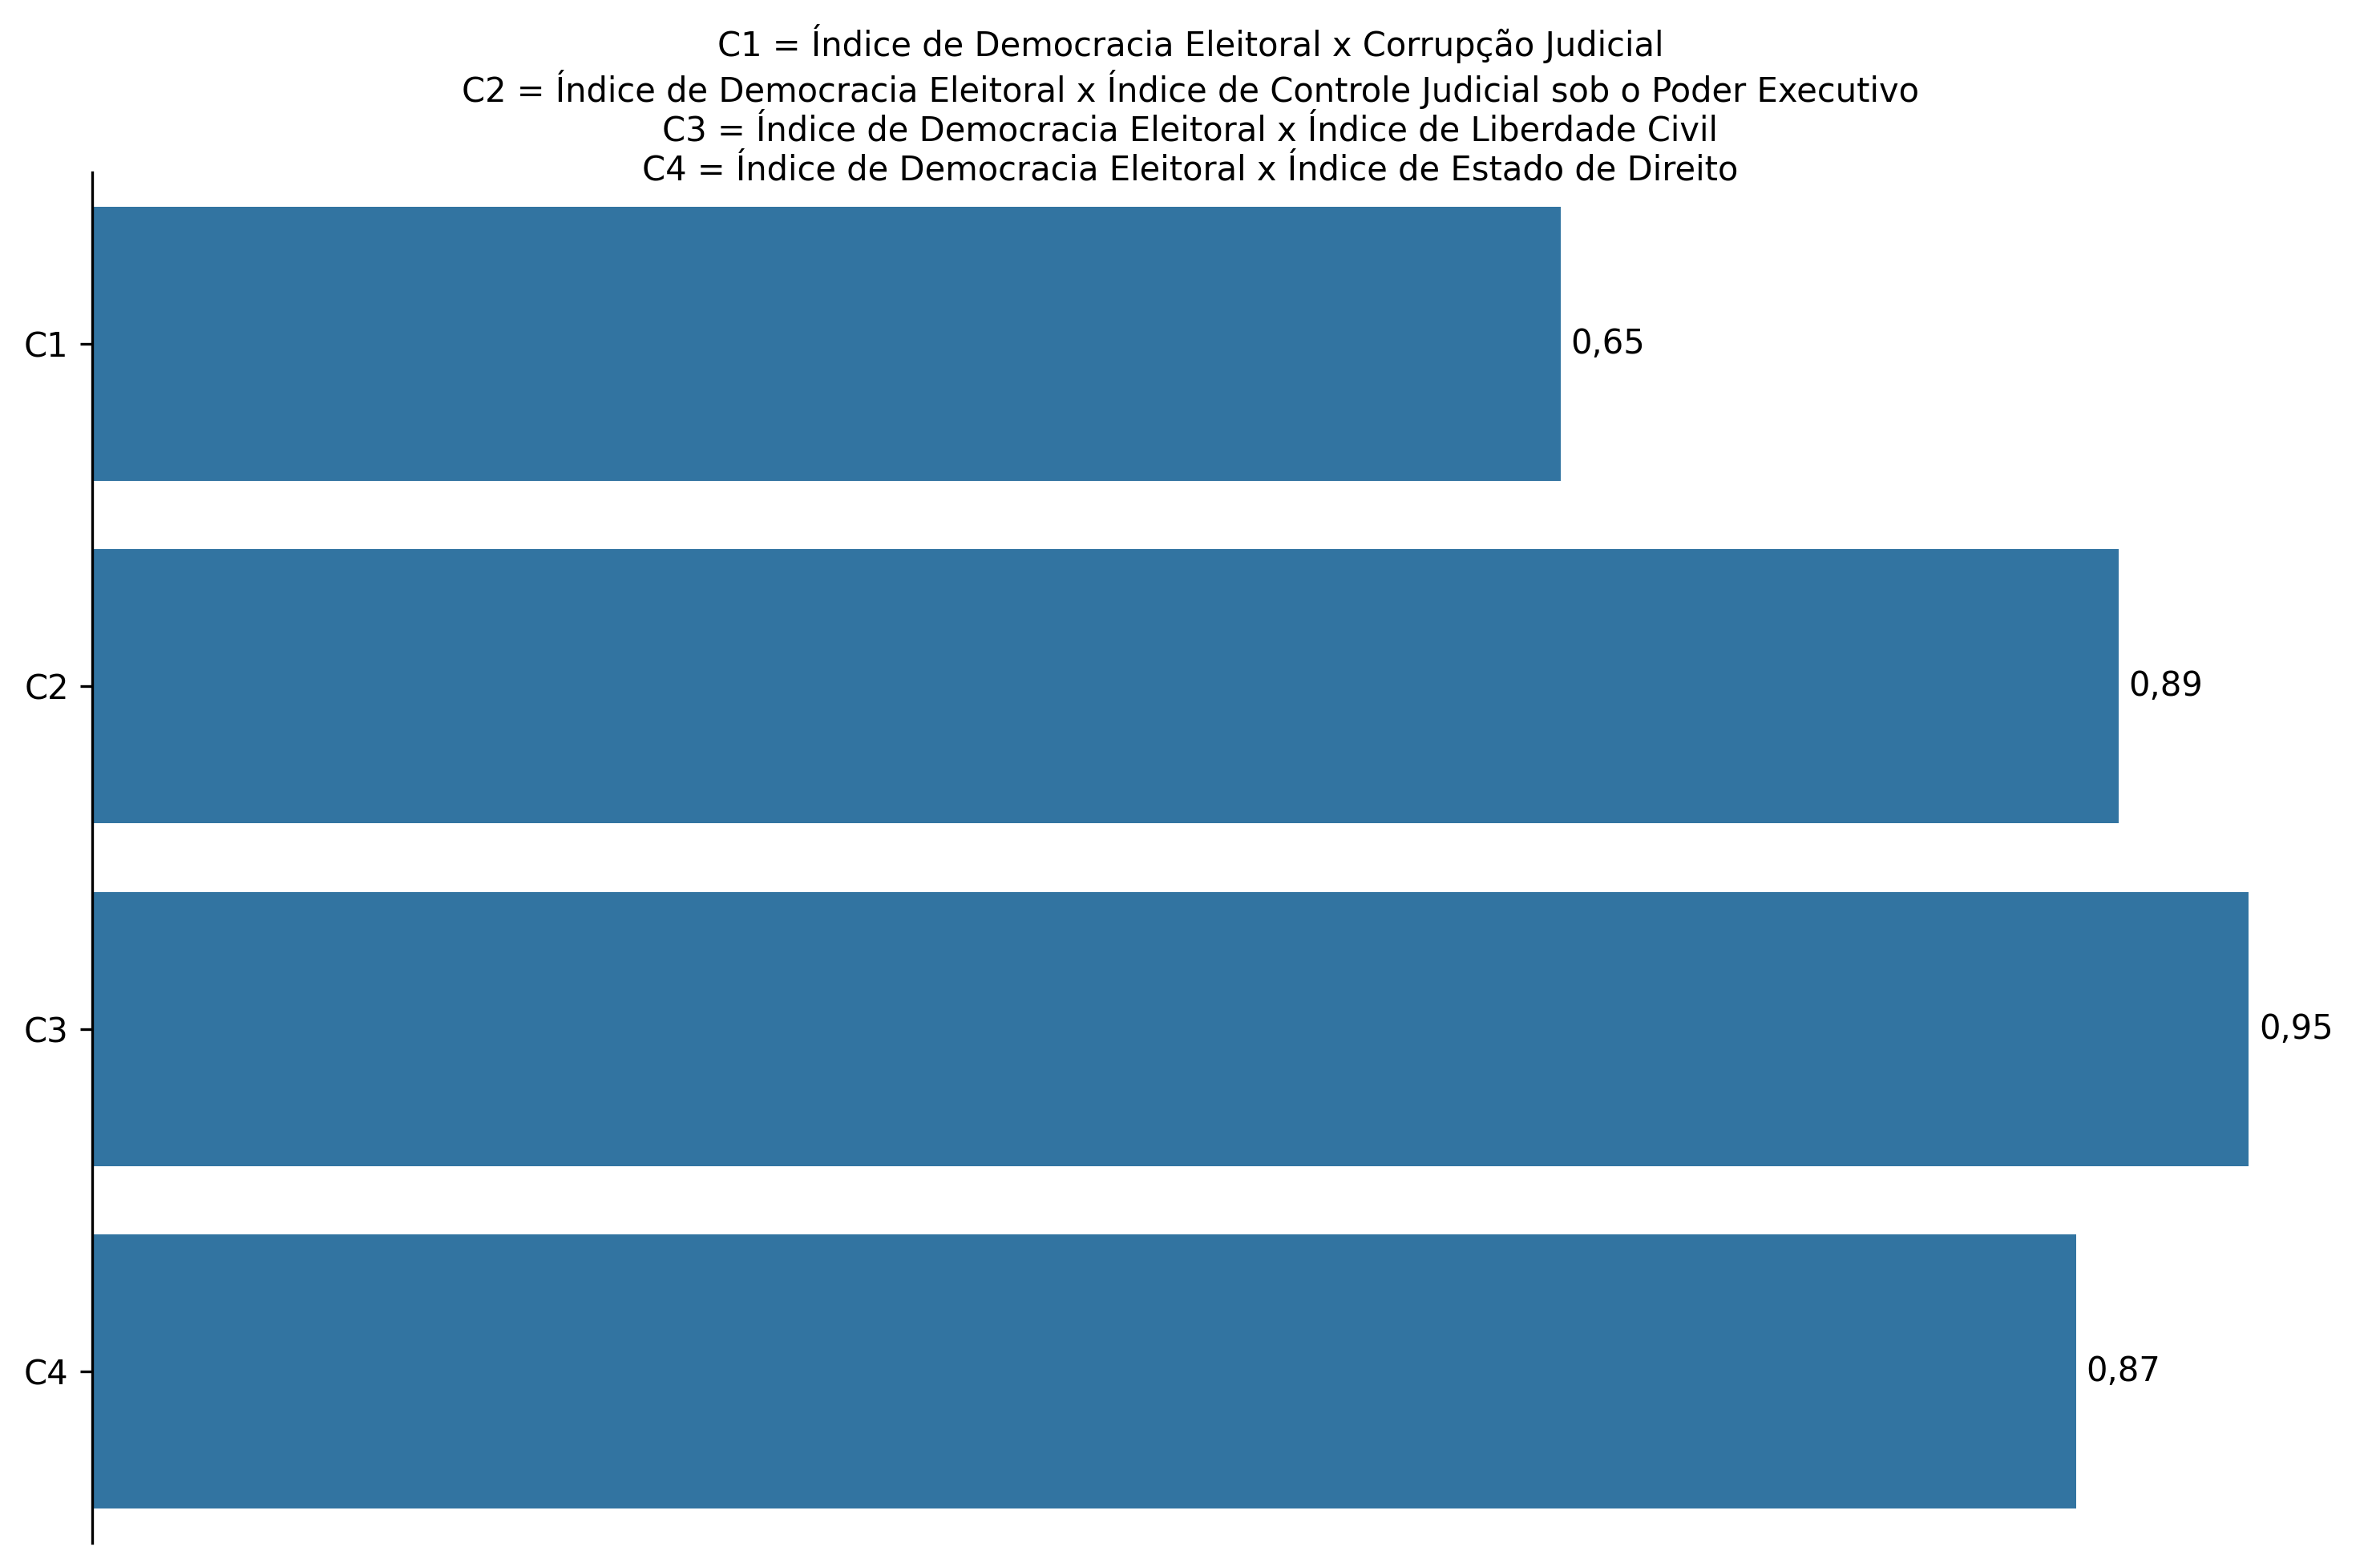 C1 = Índice de Democracia Eleitoral x Corrupção Judicial
C2 = Índice de Democracia Eleitoral x Índice de Controle Judicial sob o Poder Executivo
C3 = Índice de Democracia Eleitoral x Índice de Liberdade Civil
C4 = Índice de Democracia Eleitoral x Índice de Estado de Direito
C1 0,65
C2 0,89
C3 0,95
C4 0,87